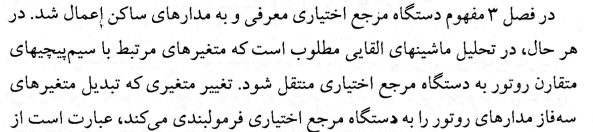 در فصل ۳ مفهوم دستگاه مرجع اختیاری معرفی و به مدارهای ساکن إعمال شد. در
هر حال، در تحلیل ماشینهای القایی مطلوب است که متغیرهای مرتبط با سیم‌پیچیهای
متقارن روتور به دستگاه مرجع اختیاری منتقل شود. تغییر متغیری که تبدیل متغیرهای
سه‌فاز مدارهای روتور را به دستگاه مرجع اختیاری فرمولبندی می‌کند، عبارت است از